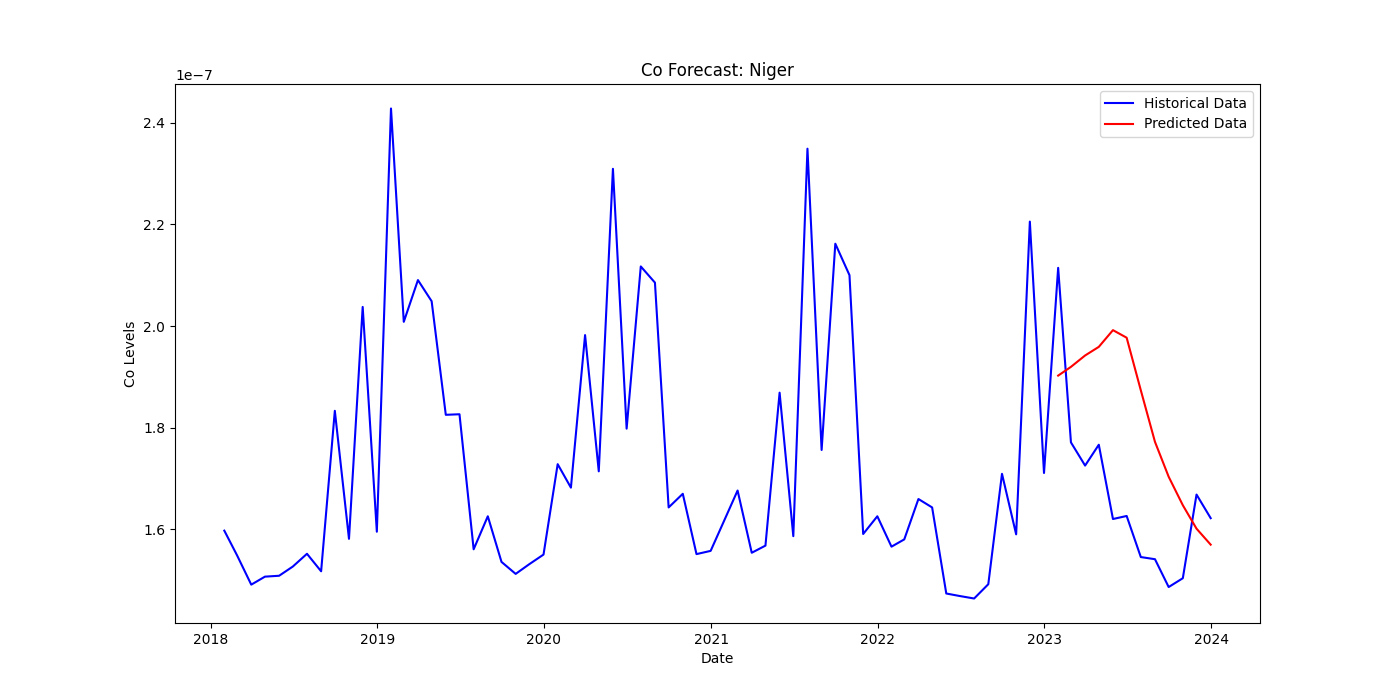 Co Forecast: Niger
1e−7
Historical Data
Predicted Data
2.4
2.2
2.0
1.8
1.6
Co Levels
2018 2019 2020 2021 2022 2023 2024
Date